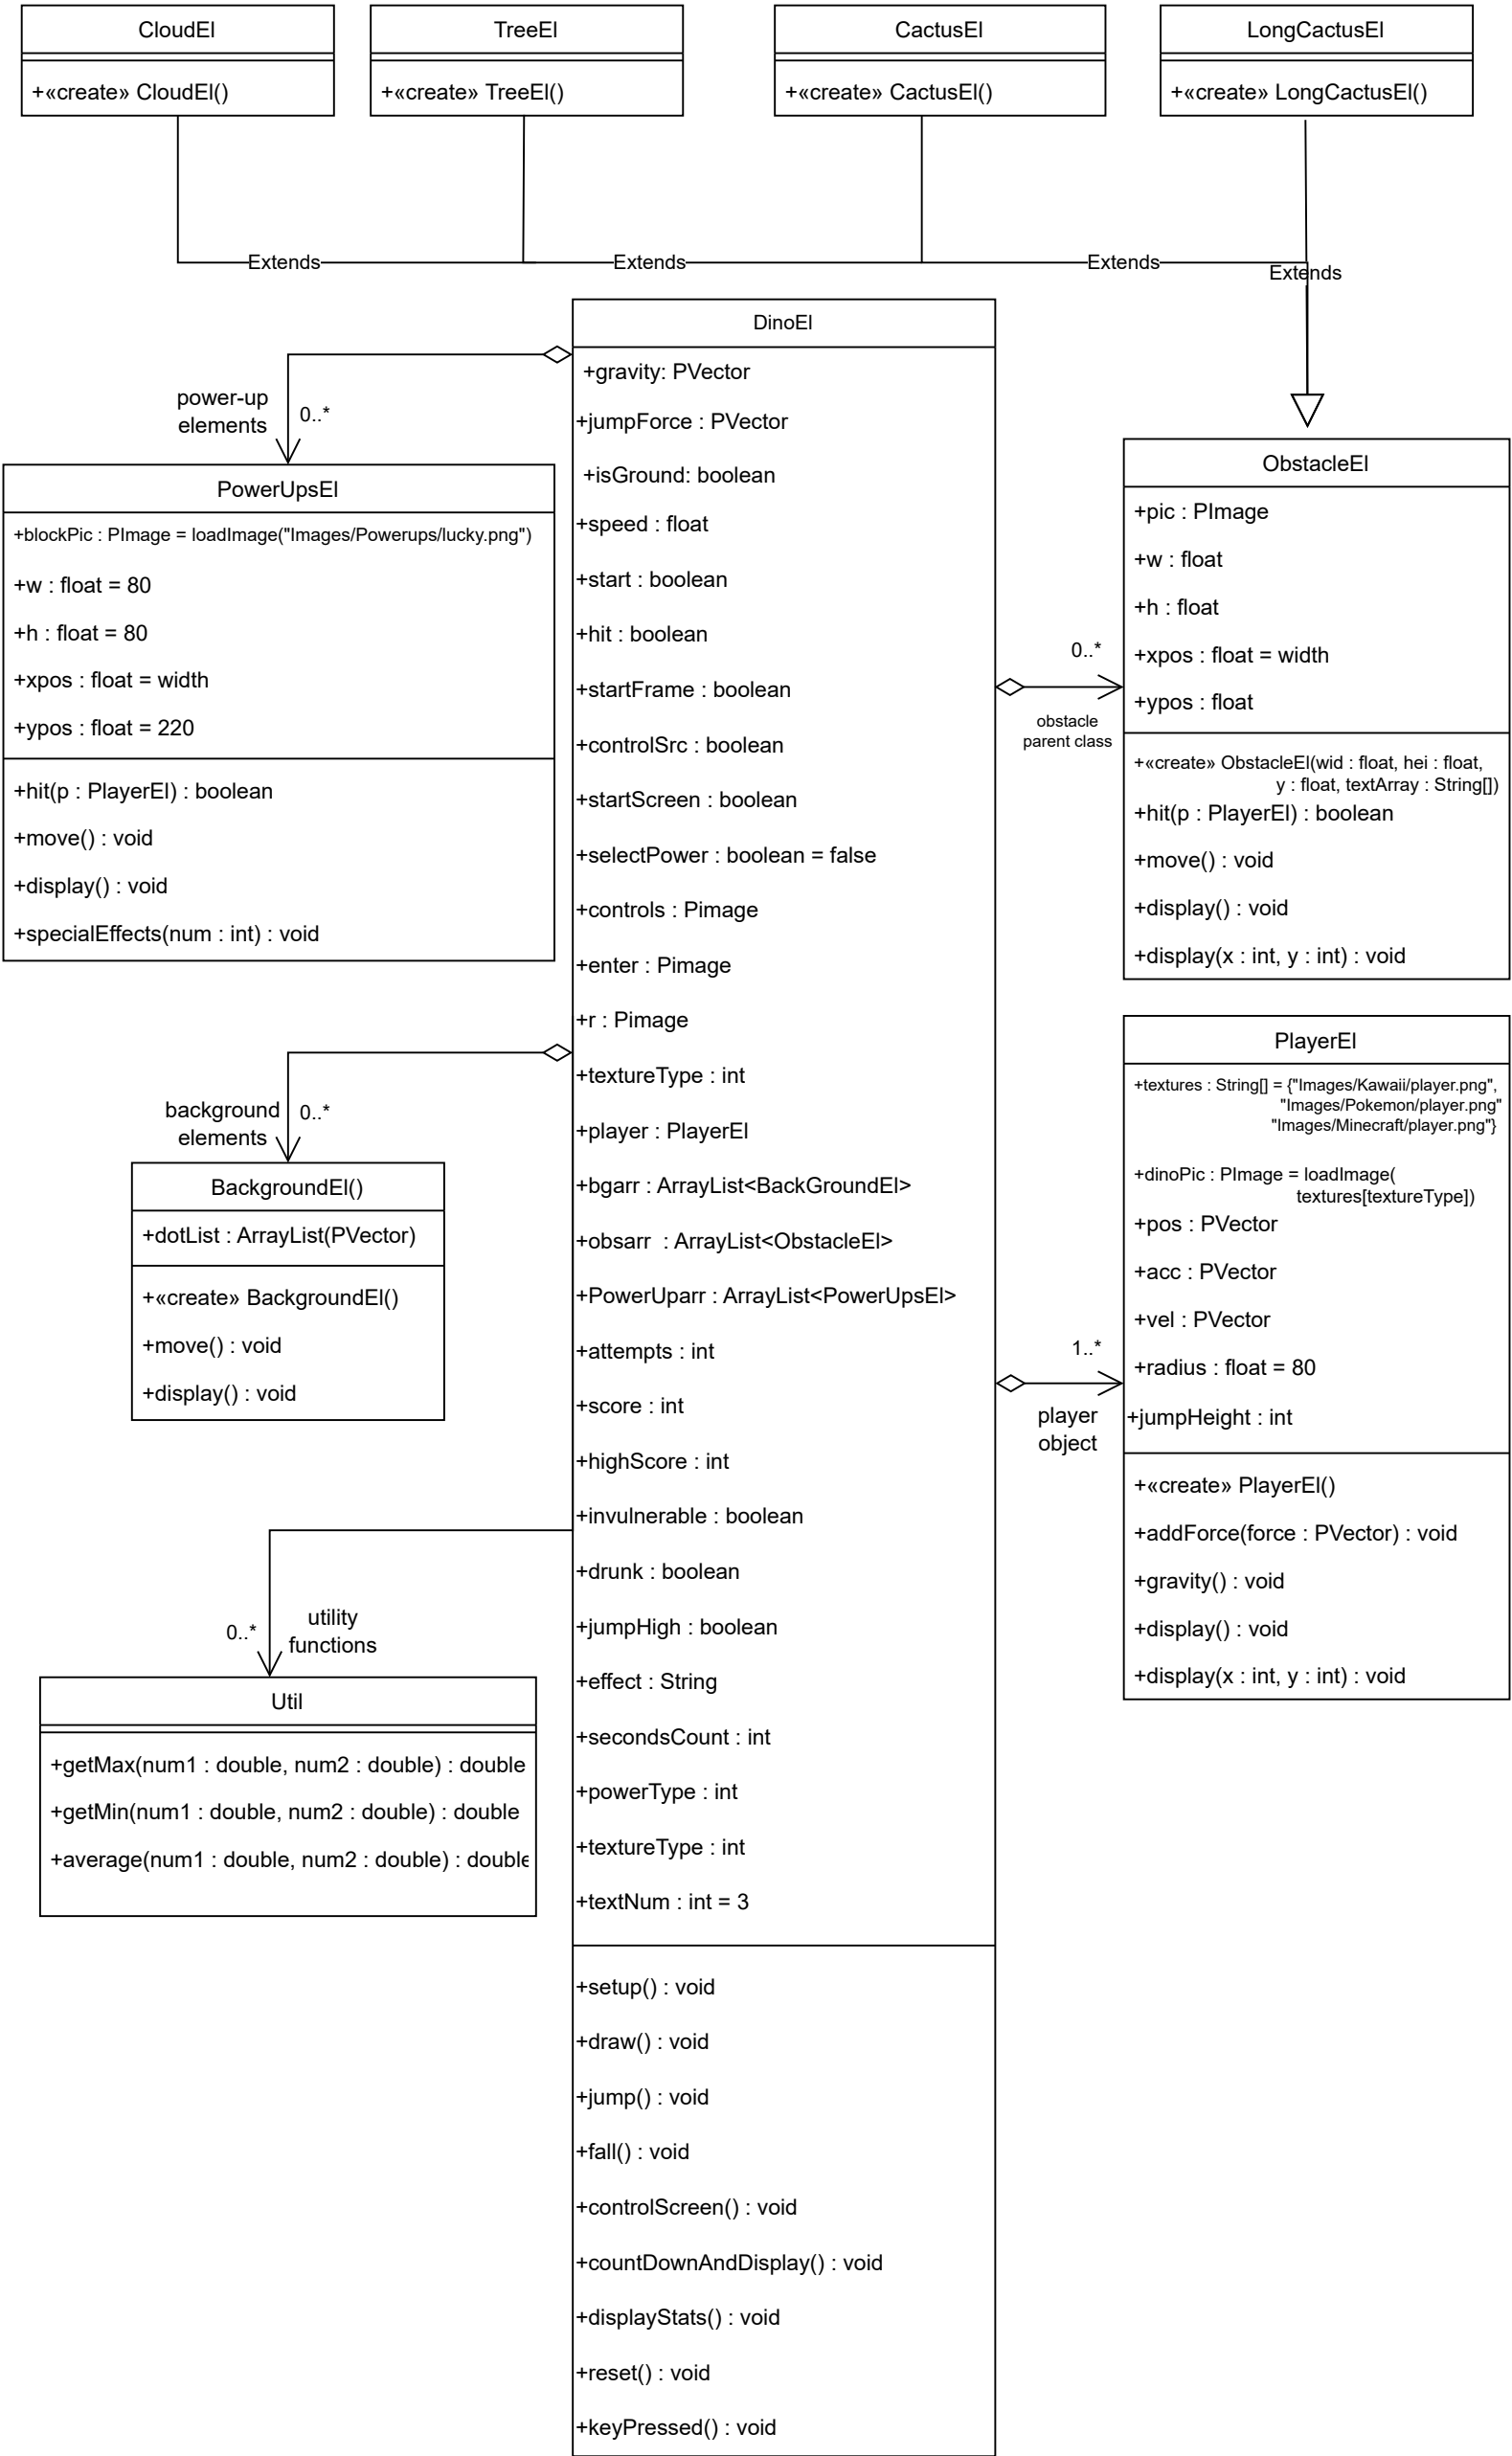 CloudEl
+«create» CloudEl()
TreeEl
+«create» TreeEl()
CactusEl
+«create» CactusEl()
LongCactusEl
+«create» LongCactusEl()
Extends
Extends
Extends
Extends
power-up
elements
0..*
PowerUpsEl
+blockPic : PImage = loadImage("Images/Powerups/lucky.png")
+w : float = 80
+h : float = 80
+xpos : float = width
+ypos : float = 220
+hit(p : PlayerEl) : boolean
+move() : void
+display() : void
+specialEffects(num : int) : void
background
elements
0..*
BackgroundEl()
+dotList : ArrayList(PVector)
+«create» BackgroundEl()
+move() : void
+display() : void
0..*
utility
functions
Util
+getMax(num1 : double, num2 : double) : double
+getMin(num1 : double, num2 : double) : double
+average(num1 : double, num2 : double) : double
DinoEl
+gravity: PVector
+jumpForce : PVector
+isGround: boolean
+speed : float
+start : boolean
+hit : boolean
+startFrame : boolean
+controlSrc : boolean
+startScreen : boolean
+selectPower : boolean = false
+controls : Pimage
+enter : Pimage
+r : Pimage
+textureType : int
+player : PlayerEl
+bgarr : ArrayList<BackGroundEl>
+obsarr  : ArrayList<ObstacleEl>
+PowerUparr : ArrayList<PowerUpsEl>
+attempts : int
+score : int
+highScore : int
+invulnerable : boolean
+drunk : boolean
+jumpHigh : boolean
+effect : String
+secondsCount : int
+powerType : int
+textureType : int
+textNum : int = 3
+setup() : void
+draw() : void
+jump() : void
+fall() : void
+controlScreen() : void
+countDownAndDisplay() : void
+displayStats() : void
+reset() : void
+keyPressed() : void
0..*
obstacle
parent class
ObstacleEl
+pic : PImage
+w : float
+h : float
+xpos : float = width
+ypos : float
+«create» ObstacleEl(wid : float, hei : float,
y : float, textArray : String[])
+hit(p : PlayerEl) : boolean
+move() : void
+display() : void
+display(x : int, y : int) : void
1..*
player
object
PlayerEl
+textures : String[] = {"Images/Kawaii/player.png",
"Images/Pokemon/player.png"
"Images/Minecraft/player.png"}
+dinoPic : PImage = loadImage(
textures[textureType])
+pos : PVector
+acc : PVector
+vel : PVector
+radius : float = 80
+jumpHeight : int
+«create» PlayerEl()
+addForce(force : PVector) : void
+gravity() : void
+display() : void
+display(x : int, y : int) : void